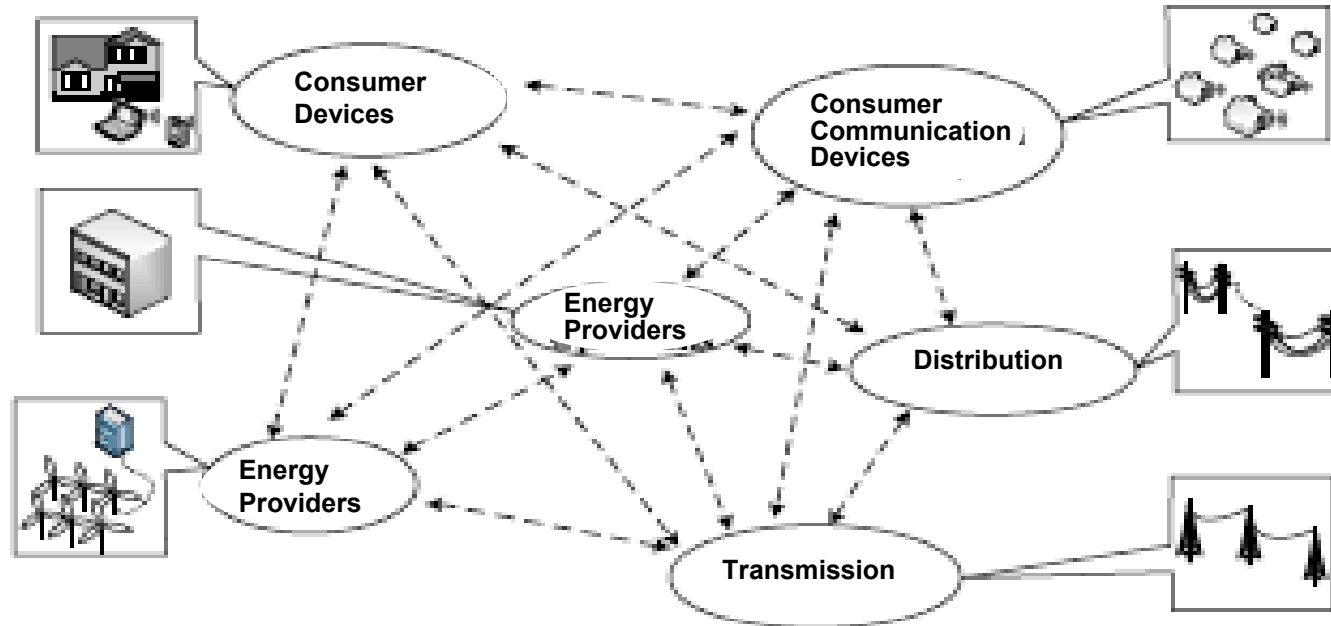 Consumer
Devices
Consumer
Communication
Devices
Energy
Providers
Distribution
Energy
Providers
Transmission